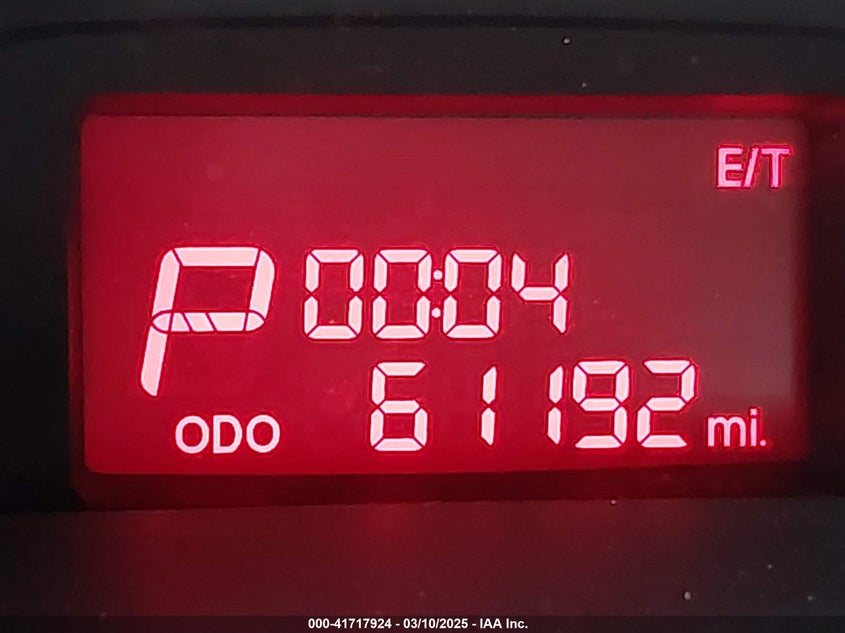 E/T
P 00:04
61192 mi.
ODO
000-41717924 - 03/10/2025 - IAA Inc.